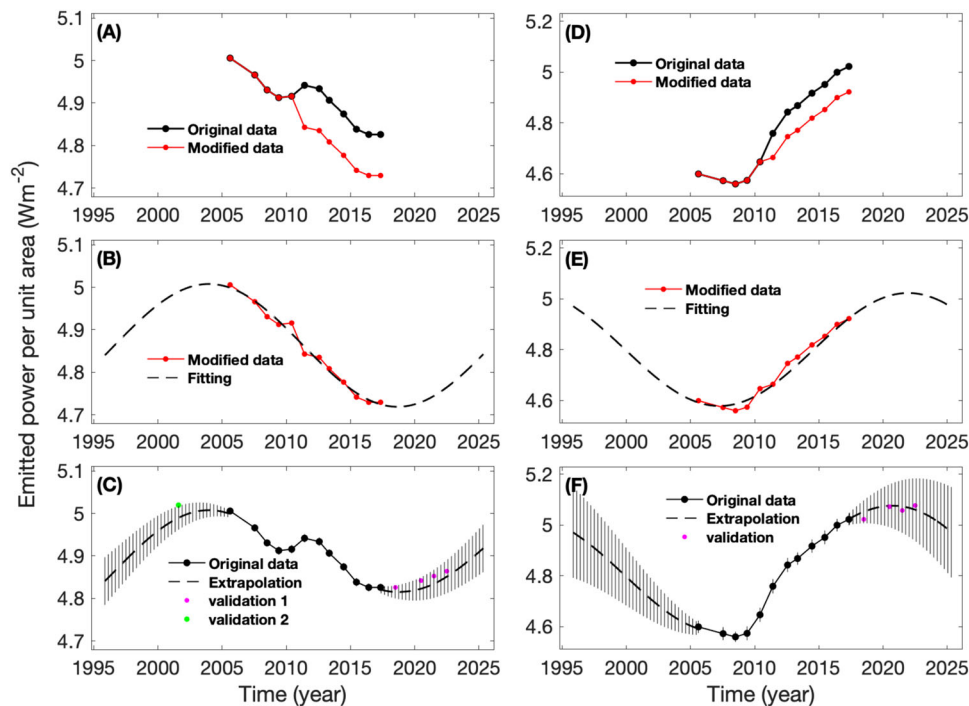 Emitted power per unit area (Wm⁻²)
(A)
5.1
5
4.9
4.8
4.7
Original data
Modified data
1995 2000 2005 2010 2015 2020 2025
(D)
5.2
5
4.8
4.6
Original data
Modified data
1995 2000 2005 2010 2015 2020 2025
(B)
5.1
5
4.9
4.8
4.7
Modified data
Fitting
1995 2000 2005 2010 2015 2020 2025
(E)
5.2
5
4.8
4.6
Modified data
Fitting
1995 2000 2005 2010 2015 2020 2025
(C)
5.1
5
4.9
4.8
4.7
Original data
Extrapolation
validation 1
validation 2
1995 2000 2005 2010 2015 2020 2025
Time (year)
(F)
5.2
5
4.8
4.6
Original data
Extrapolation
validation
1995 2000 2005 2010 2015 2020 2025
Time (year)